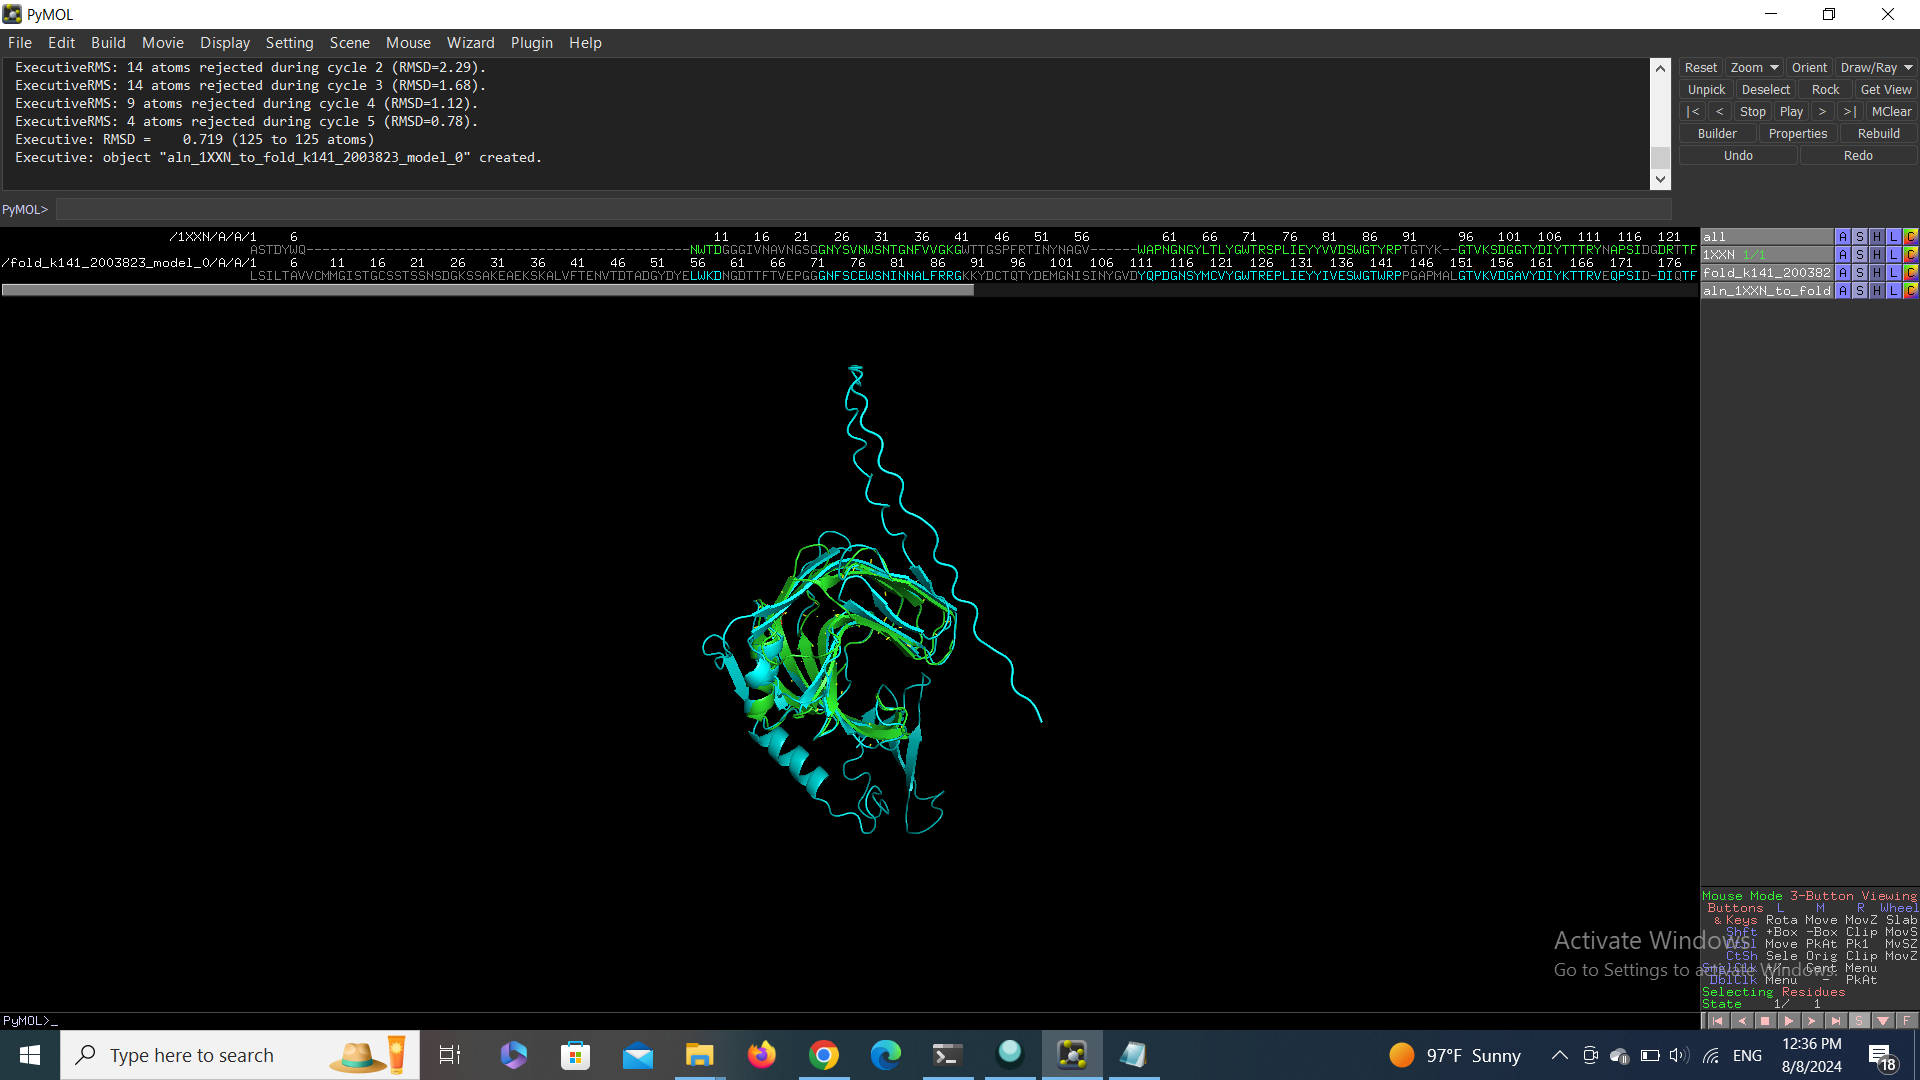 PyMOL
File Edit Build Movie Display Setting Scene Mouse Wizard Plugin Help
ExecutiveRMS: 14 atoms rejected during cycle 2 (RMSD=2.29).
ExecutiveRMS: 14 atoms rejected during cycle 3 (RMSD=1.68).
ExecutiveRMS: 9 atoms rejected during cycle 4 (RMSD=1.12).
ExecutiveRMS: 4 atoms rejected during cycle 5 (RMSD=0.78).
Executive: RMSD =    0.719 (125 to 125 atoms)
Executive: object "aln_1XXN_to_fold_k141_2003823_model_0" created.
Reset Zoom Orient Draw/Ray
Unpick Deselect Rock Get View
|< < Stop Play > >| MClear
Builder Properties Rebuild
Undo Redo
PyMOL>
/1XXN/A/A/1 6 11 16 21 26 31 36 41 46 51 56 61 66 71 76 81 86 91 96 101 106 111 116 121
ASTDYWQ------------------------------------------------NWTDGGGIVNAVNGSGGNYSVNWSNTGNFVVGKGWTTGSPFRTINYNAGV------WAPNGNGYLTLYGWTRSPLIEYYVVDSWGTYRPTGTYK--GTVKSDGGTYDIYTTTRYNAPSIDGDRTTF
/fold_k141_2003823_model_0/A/A/1 6 11 16 21 26 31 36 41 46 51 56 61 66 71 76 81 86 91 96 101 106 111 116 121 126 131 136 141 146 151 156 161 166 171 176
LSILTAVVCMMGISTGCSSTSSNSDGKSSAKEAEKSKALVFTENVTDTADGYDYELWKDNGDTTFTVEPGGGNFSCEWSNINNALFRRGKKYDCTQTYDEMGNISINYGVDYQPDGNSYMCVYGWTREPLIEYYIVESWGTWRPPGAPMALGTVKVDGAVYDIYKTTRVEQPSID-DIQTF
all A S H L C
1XXN 1/1 A S H L C
fold_k141_200382 A S H L C
aln_1XXN_to_fold A S H L C
Mouse Mode 3-Button Viewing
Buttons L M R Wheel
& Keys Rota Move MovZ Slab
Shft +Box -Box Clip MovS
Ctrl Move PkAt Pk1 MvSZ
CtSh Sele Orig Clip MovZ
SnglClk +/- Cent Menu
DblClk Menu - PkAt
Selecting Residues
State 1/ 1
Activate Windows
Go to Settings to activate Windows.
PyMOL>_
S F
Type here to search
97°F Sunny
ENG
12:36 PM
8/8/2024
18